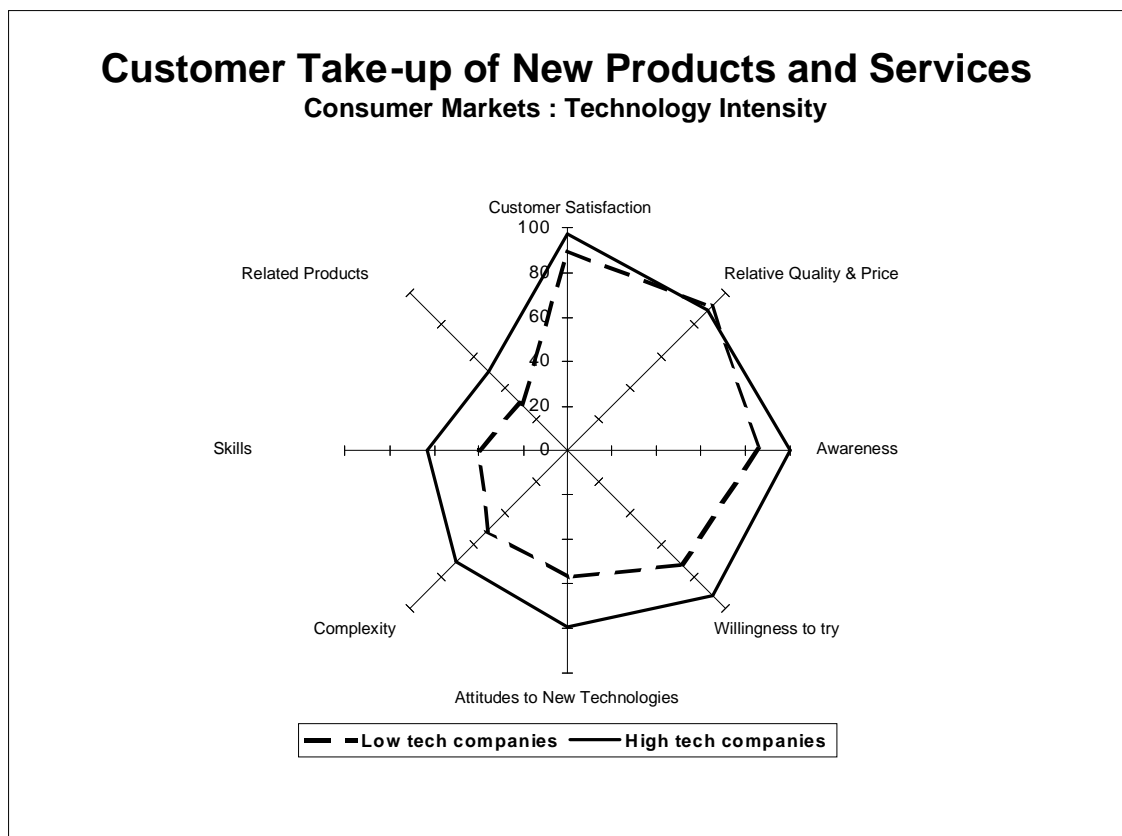 Customer Take-up of New Products and Services
Consumer Markets : Technology Intensity
Customer Satisfaction
100
Related Products
Relative Quality & Price
80
60
40
20
Skills
0
Awareness
Complexity
Willingness to try
Attitudes to New Technologies
Low tech companies
High tech companies